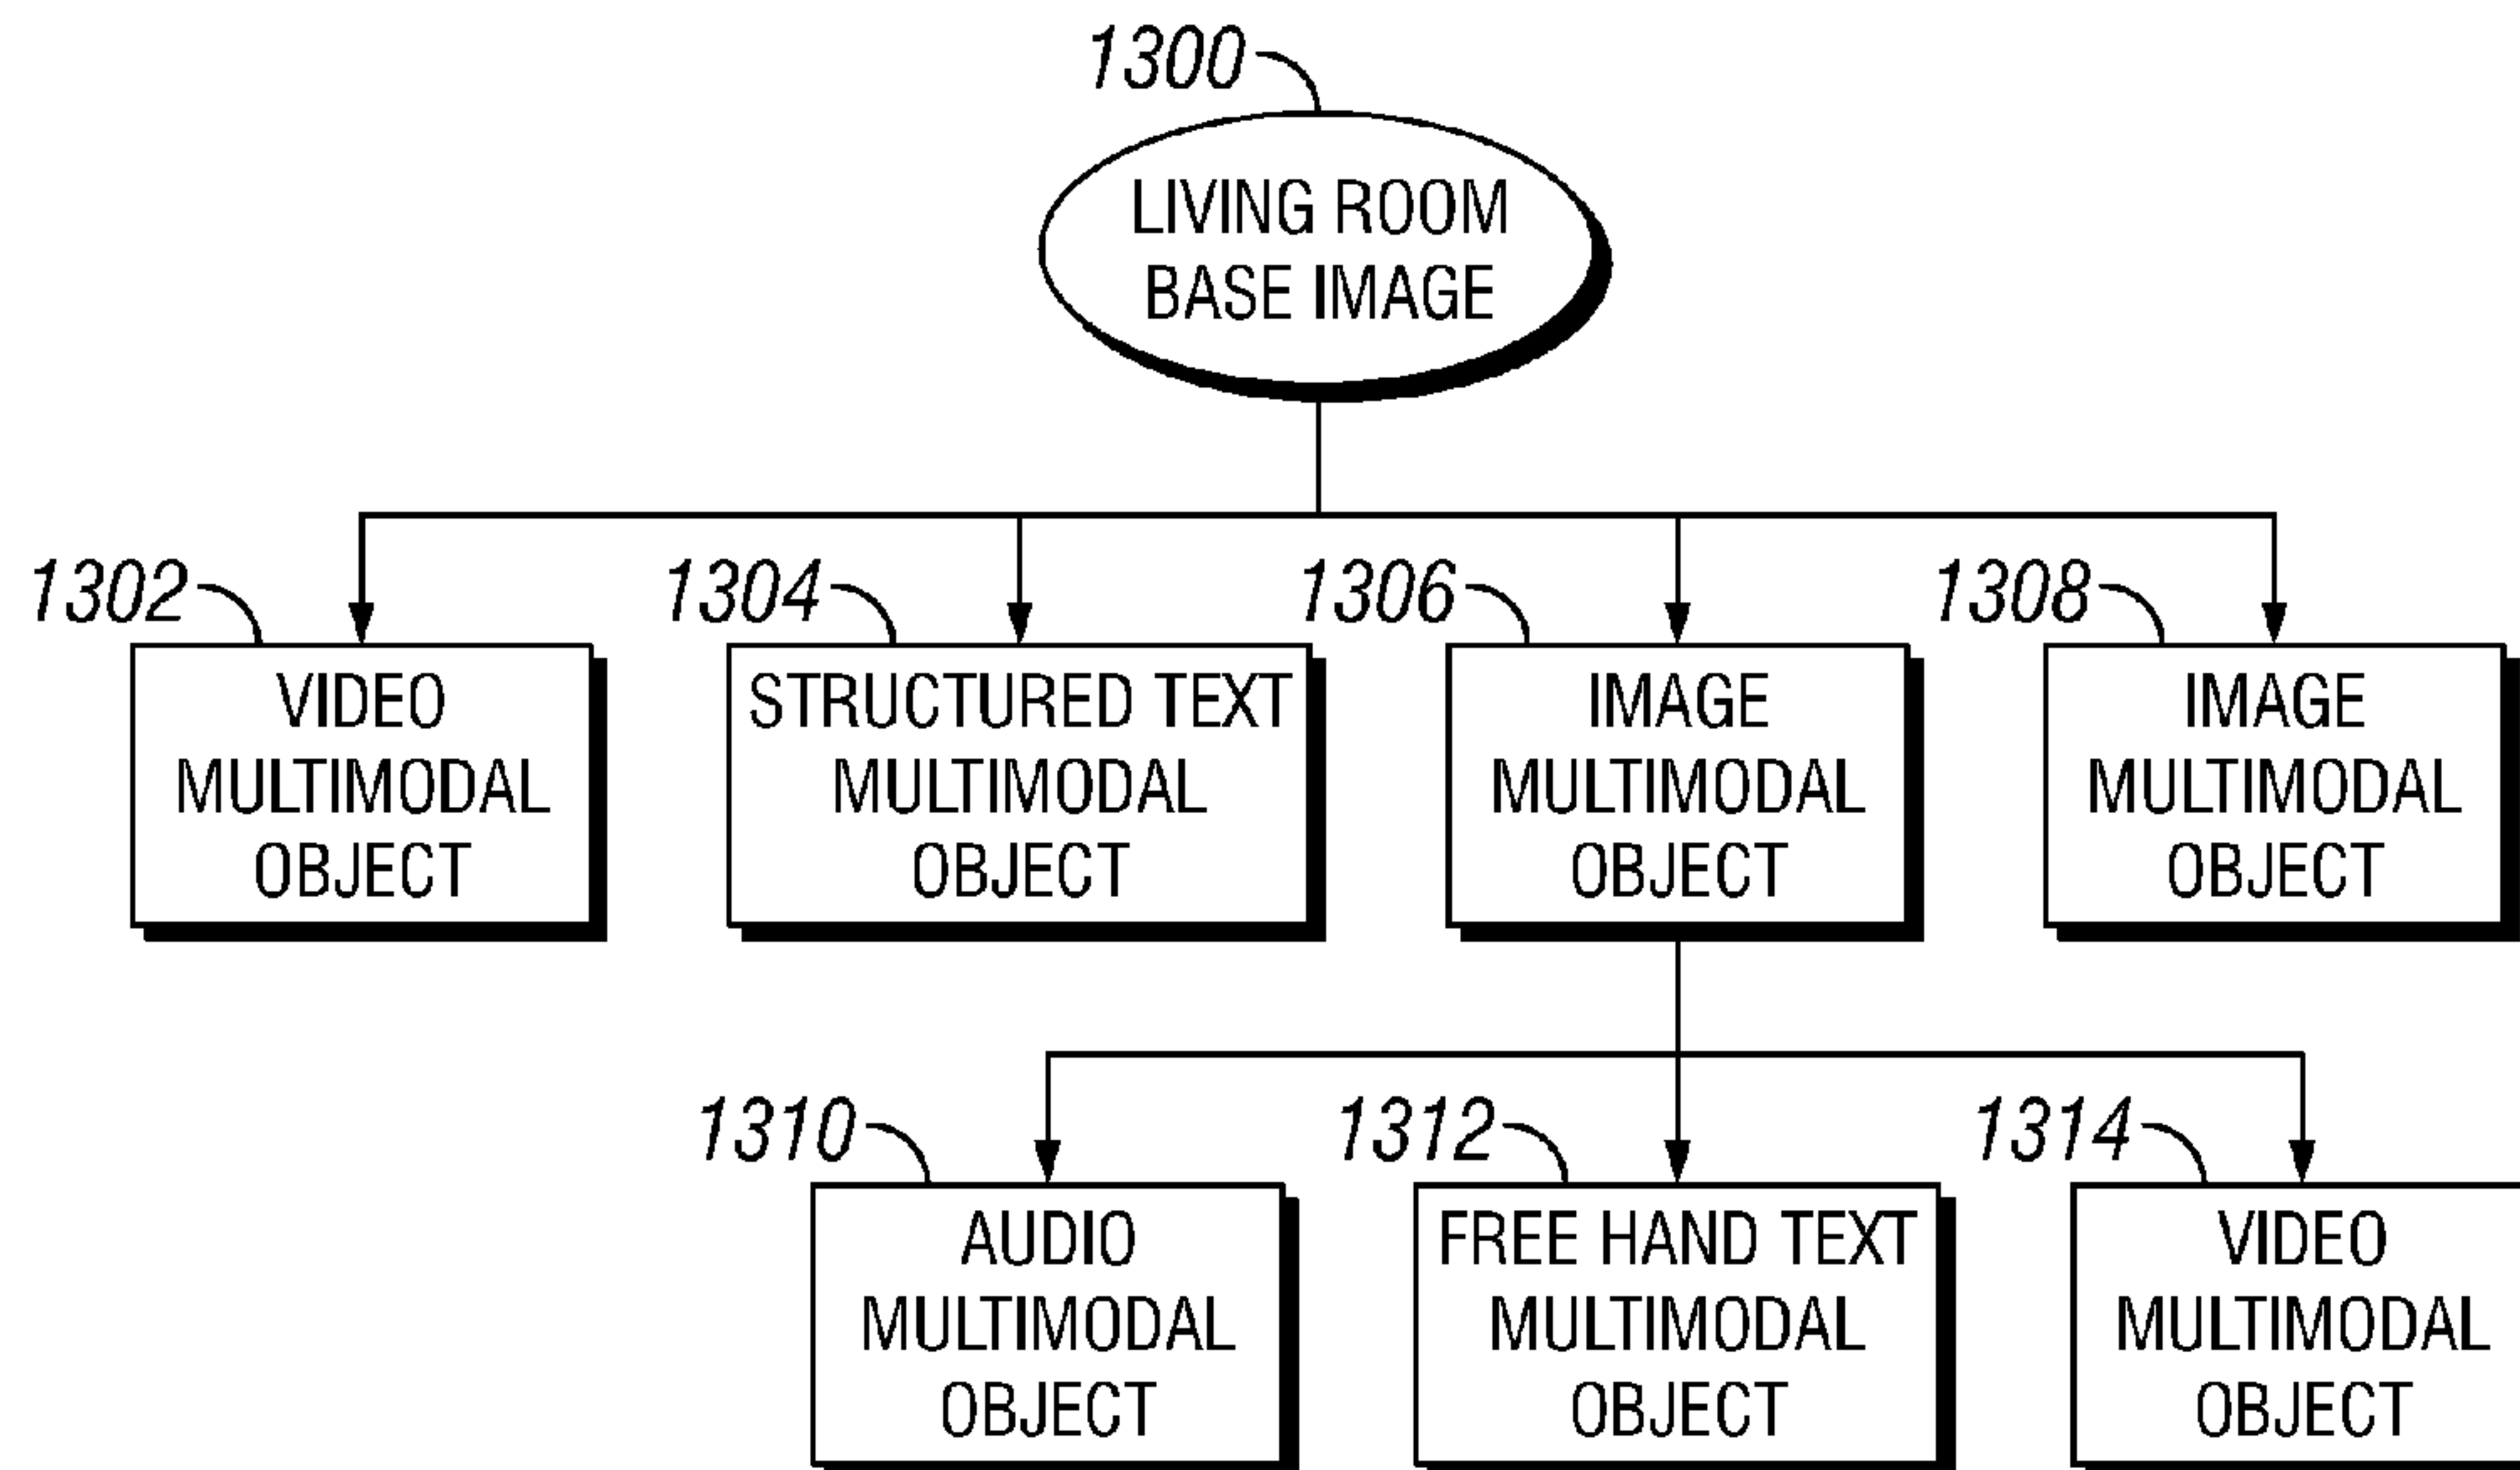 1300
LIVING ROOM
BASE IMAGE
1302
1304
1306
1308
VIDEO
MULTIMODAL
OBJECT
STRUCTURED TEXT
MULTIMODAL
OBJECT
IMAGE
MULTIMODAL
OBJECT
IMAGE
MULTIMODAL
OBJECT
1310
1312
1314
AUDIO
MULTIMODAL
OBJECT
FREE HAND TEXT
MULTIMODAL
OBJECT
VIDEO
MULTIMODAL
OBJECT